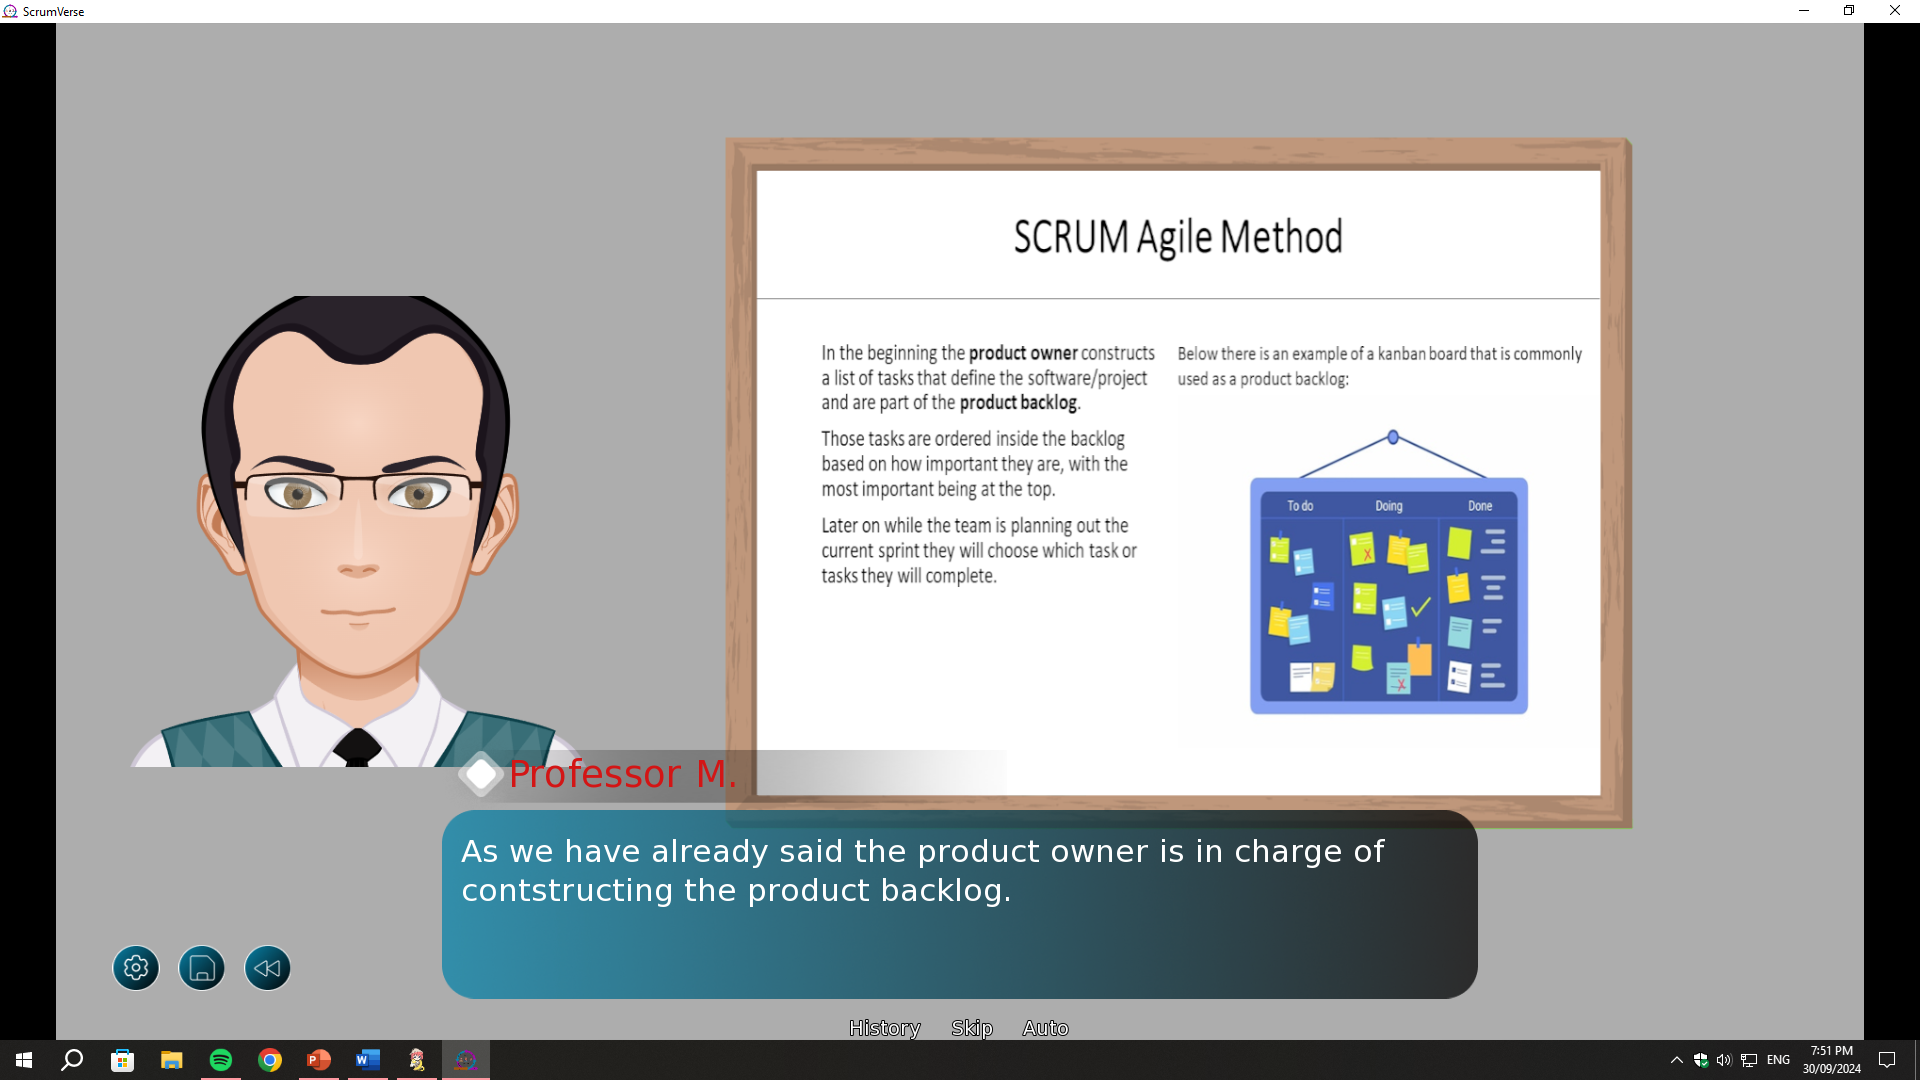 ScrumVerse
SCRUM Agile Method
In the beginning the product owner constructs
a list of tasks that define the software/project
and are part of the product backlog.
Those tasks are ordered inside the backlog
based on how important they are, with the
most important being at the top.
Later on while the team is planning out the
current sprint they will choose which task or
tasks they will complete.
Below there is an example of a kanban board that is commonly
used as a product backlog:
To do
Doing
Done
Professor M.
As we have already said the product owner is in charge of
contstructing the product backlog.
History Skip Auto
ENG
7:51 PM
30/09/2024